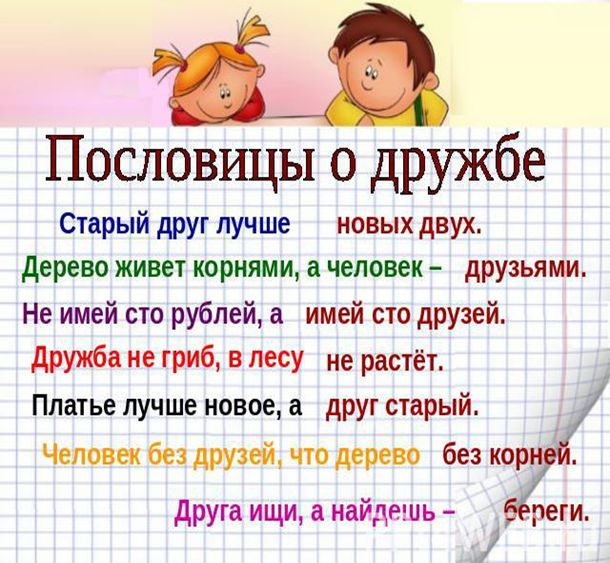 Пословицы о дружбе
Старый друг лучше новых двух.
Дерево живет корнями, а человек – друзьями.
Не имей сто рублей, а имей сто друзей.
Дружба не гриб, в лесу не растёт.
Платье лучше новое, а друг старый.
Человек без друзей, что дерево без корней.
Друга ищи, а найдешь – береги.